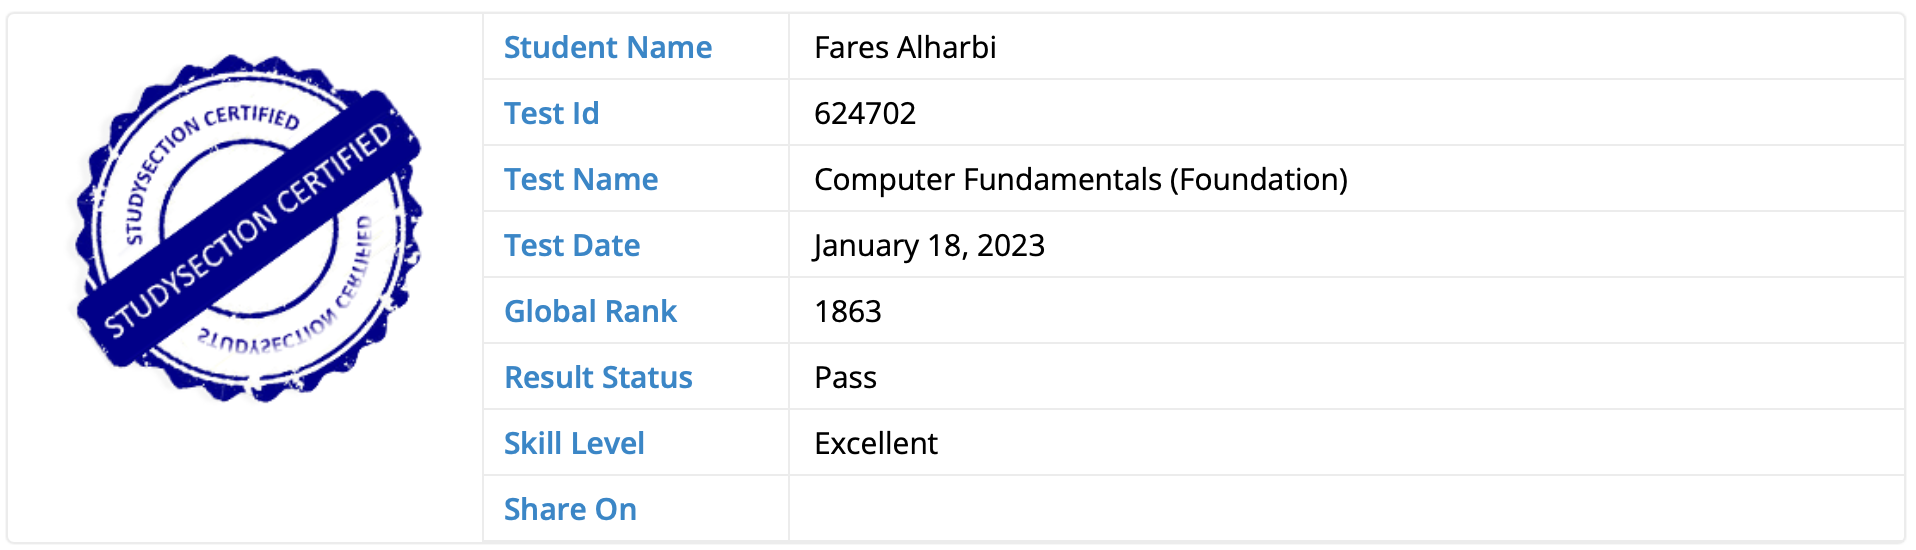 STUDYSECTION CERTIFIED
STUDYSECTION CERTIFIED
STUDYSECTION CERTIFIED
Student Name Fares Alharbi
Test Id 624702
Test Name Computer Fundamentals (Foundation)
Test Date January 18, 2023
Global Rank 1863
Result Status Pass
Skill Level Excellent
Share On